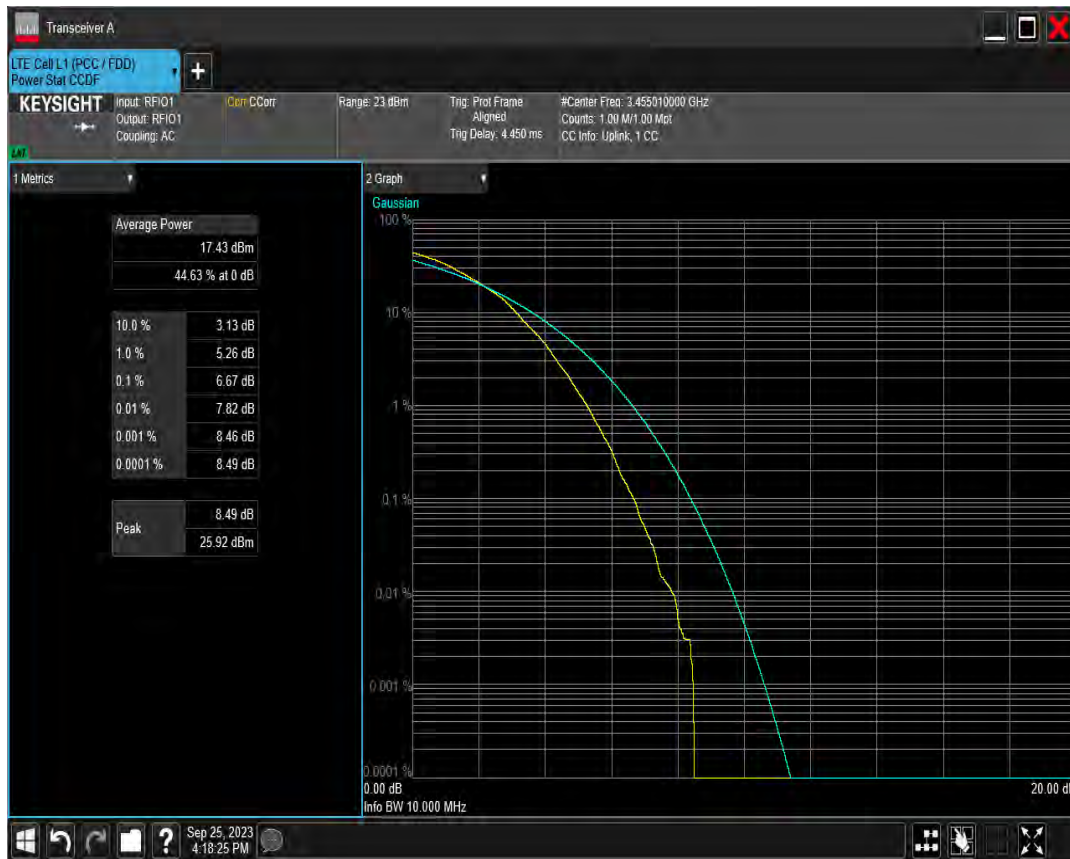 Transceiver A
LTE Cell L1 (PCC / FDD)
Power Stat CCDF
KEYSIGHT
Input: RFIO1
Output: RFIO1
Coupling: AC
Corr CCorr
Range: 23 dBm
Trig: Prot Frame
Aligned
Trig Delay: 4.450 ms
#Center Freq: 3.455010000 GHz
Counts: 1.00 M/1.00 Mpt
CC Info: Uplink, 1 CC
1 Metrics
Average Power
17.43 dBm
44.63 % at 0 dB
10.0 % 3.13 dB
1.0 % 5.26 dB
0.1 % 6.67 dB
0.01 % 7.82 dB
0.001 % 8.46 dB
0.0001 % 8.49 dB
Peak
8.49 dB
25.92 dBm
2 Graph
Gaussian
100 %
10 %
1 %
0.1 %
0.01 %
0.001 %
0.0001 %
0.00 dB
20.00 d
Info BW 10.000 MHz
Sep 25, 2023
4:18:25 PM